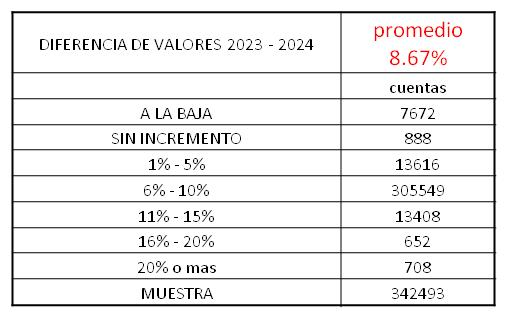 DIFERENCIA DE VALORES 2023 - 2024 promedio
8.67%
cuentas
A LA BAJA 7672
SIN INCREMENTO 888
1% - 5% 13616
6% - 10% 305549
11% - 15% 13408
16% - 20% 652
20% o mas 708
MUESTRA 342493